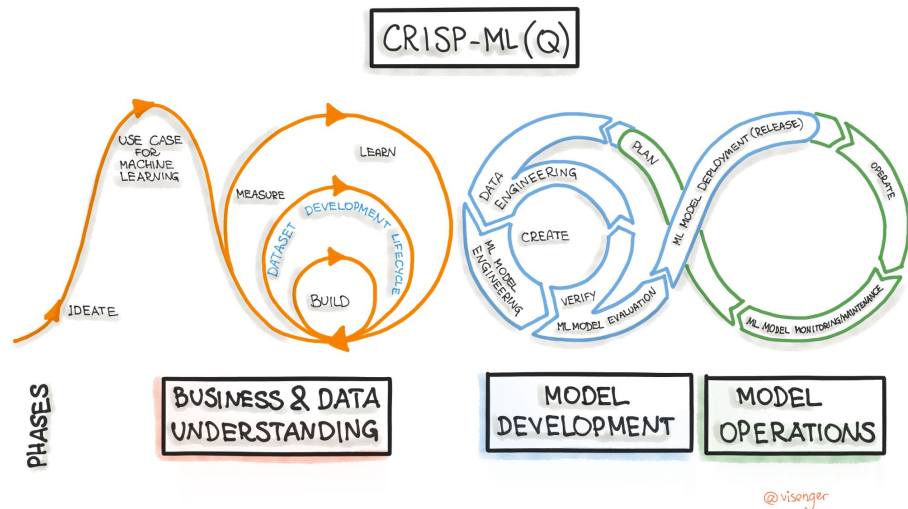 CRISP-ML(Q)
USE CASE
FOR
MACHINE
LEARNING
IDEATE
MEASURE
LEARN
DATASET DEVELOPMENT LIFECYCLE
BUILD
DATA
ENGINEERING
ML MODEL
ENGINEERING
CREATE
VERIFY
ML MODEL EVALUATION
PLAN
ML MODEL DEPLOYMENT (RELEASE)
OPERATE
ML MODEL MONITORING/MAINTENANCE
PHASES
BUSINESS & DATA
UNDERSTANDING
MODEL
DEVELOPMENT
MODEL
OPERATIONS
@visenger